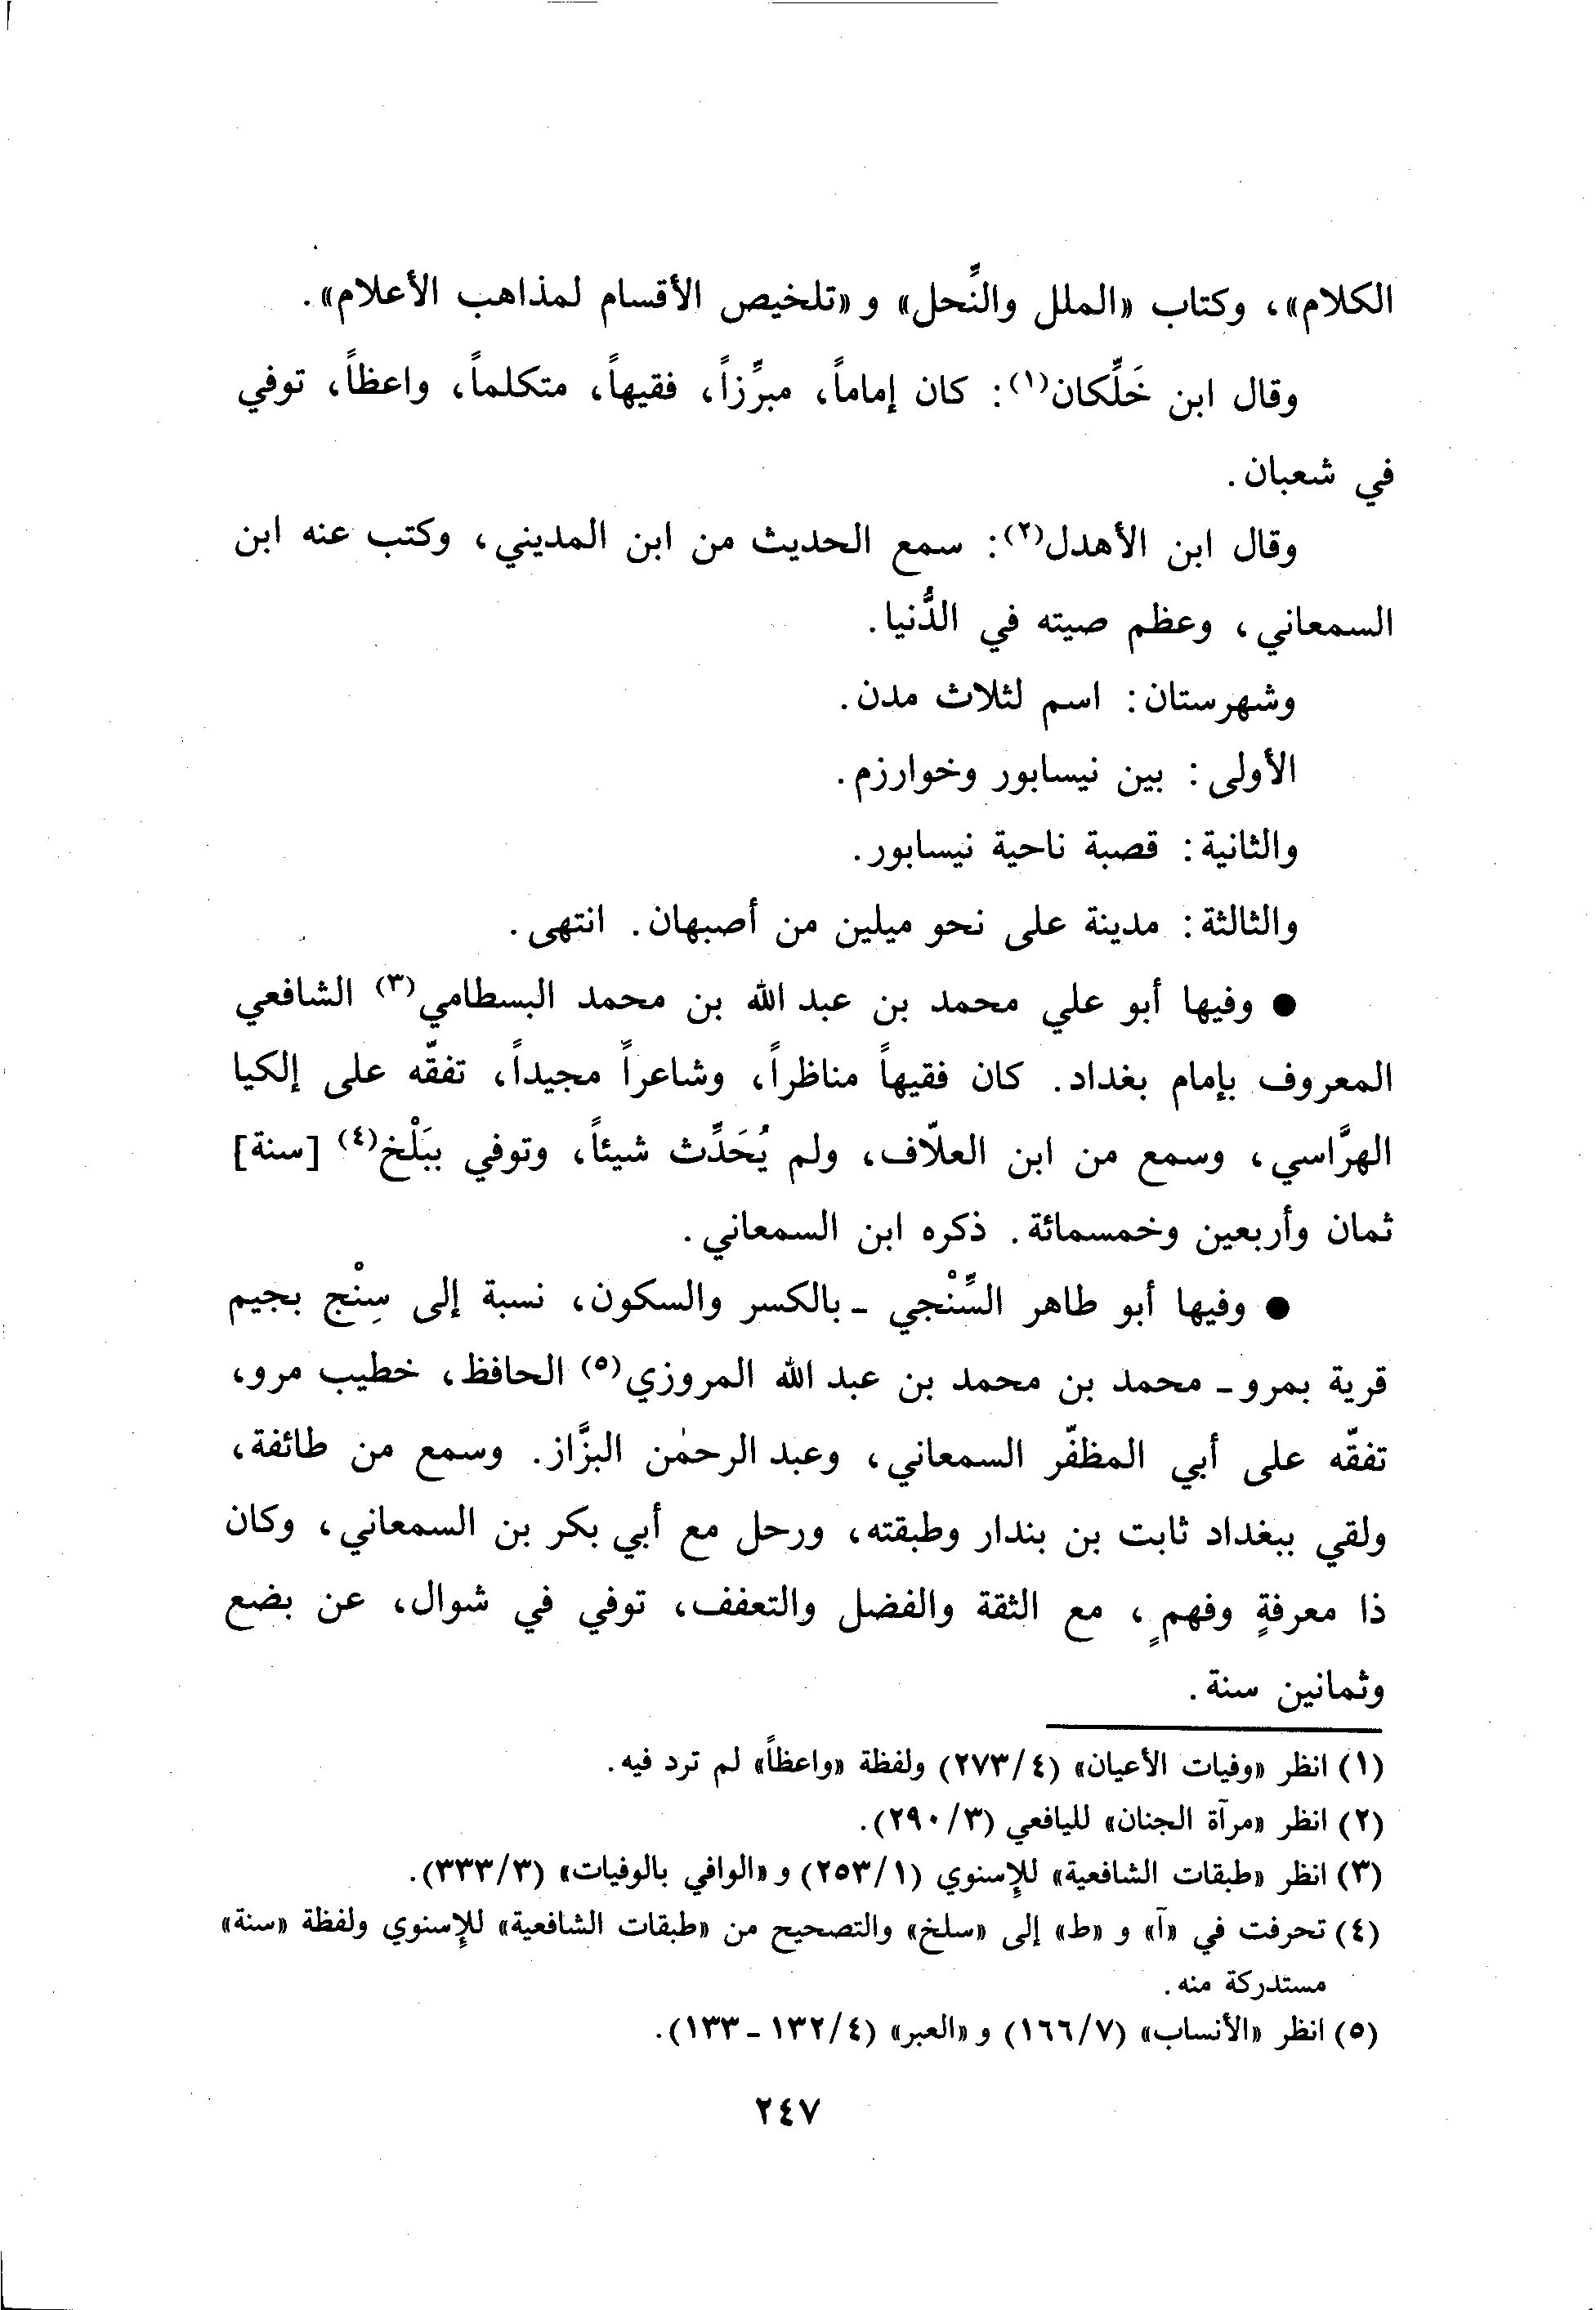 الكلام»، وكتاب «الملل والنِّحل» و «تلخيص الأقسام لمذاهب الأعلام».
وقال ابن خَلِّكان(١): كان إماماً، مبرِّزاً، فقيهاً، متكلماً، واعظاً، توفي
في شعبان.
وقال ابن الأهدل(٢): سمع الحديث من ابن المديني، وكتب عنه ابن
السمعاني، وعظم صيته في الدُّنيا.
وشهرستان: اسم لثلاث مدن.
الأولى: بين نيسابور وخوارزم.
والثانية: قصبة ناحية نيسابور.
والثالثة: مدينة على نحو ميلين من أصبهان. انتهى.
● وفيها أبو علي محمد بن عبد الله بن محمد البسطامي(٣) الشافعي
المعروف بإمام بغداد. كان فقيهاً مناظراً، وشاعراً مجيداً، تفقّه على إلكيا
الهرَّاسي، وسمع من ابن العلّاف، ولم يُحَدِّث شيئاً، وتوفي ببَلْخ(٤) [سنة]
ثمان وأربعين وخمسمائة. ذكره ابن السمعاني.
● وفيها أبو طاهر السِّنْجي - بالكسر والسكون، نسبة إلى سِنْج بجيم
قرية بمرو - محمد بن محمد بن عبد الله المروزي(٥) الحافظ، خطيب مرو،
تفقّه على أبي المظفّر السمعاني، وعبد الرحمٰن البزَّاز. وسمع من طائفة،
ولقي ببغداد ثابت بن بندار وطبقته، ورحل مع أبي بكر بن السمعاني، وكان
ذا معرفةٍ وفهمٍ، مع الثقة والفضل والتعفف، توفي في شوال، عن بضع
وثمانين سنة.
(١) انظر «وفيات الأعيان» (٤/٢٧٣) ولفظة «واعظاً» لم ترد فيه.
(٢) انظر «مرآة الجنان» لليافعي (٣/٢٩٠).
(٣) انظر «طبقات الشافعية» للإسنوي (١/٢٥٣) و «الوافي بالوفيات» (٣/٣٣٣).
(٤) تحرفت في «آ» و «ط» إلى «سلخ» والتصحيح من «طبقات الشافعية» للإسنوي ولفظة «سنة»
مستدركة منه.
(٥) انظر «الأنساب» (٧/١٦٦) و «العبر» (٤/١٣٢ - ١٣٣).
٢٤٧